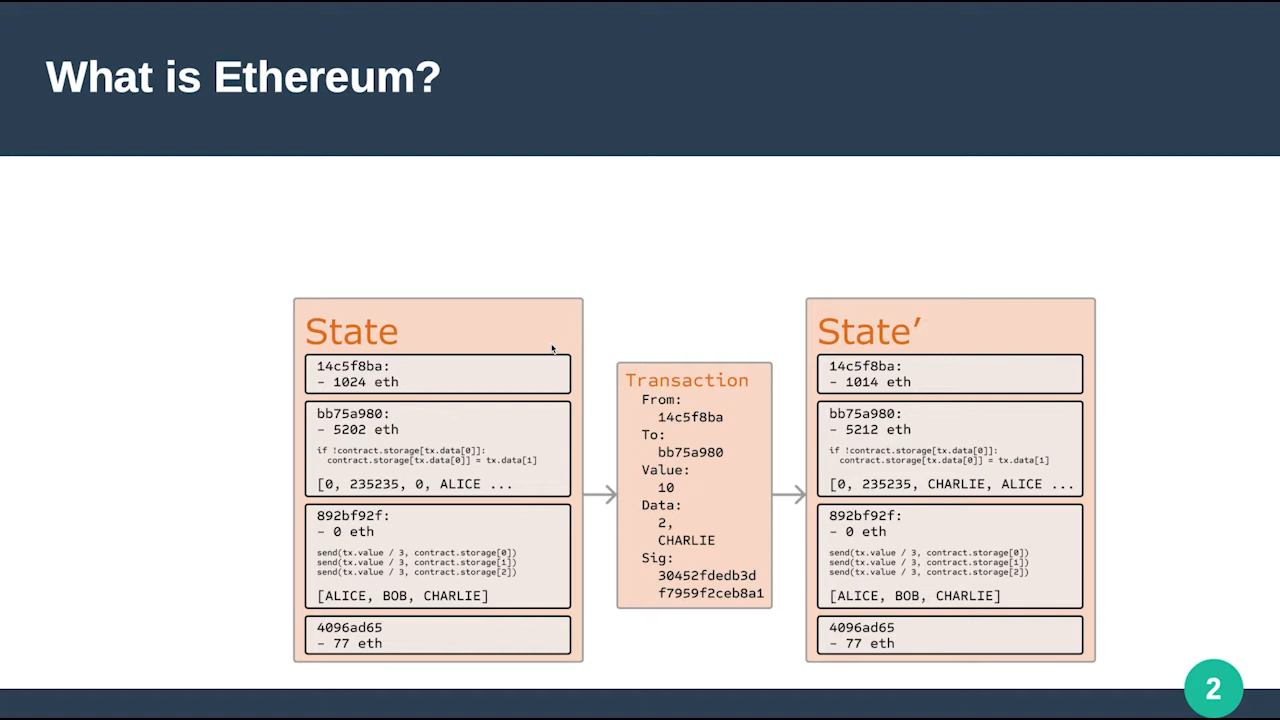 What is Ethereum?
State
14c5f8ba:
- 1024 eth
bb75a980:
- 5202 eth
if !contract.storage[tx.data[0]]:
contract.storage[tx.data[0]] = tx.data[1]
[0, 235235, 0, ALICE ...
892bf92f:
- 0 eth
send(tx.value / 3, contract.storage[0])
send(tx.value / 3, contract.storage[1])
send(tx.value / 3, contract.storage[2])
[ALICE, BOB, CHARLIE]
4096ad65
- 77 eth
Transaction
From:
14c5f8ba
To:
bb75a980
Value:
10
Data:
2,
CHARLIE
Sig:
30452fdedb3d
f7959f2ceb8a1
State’
14c5f8ba:
- 1014 eth
bb75a980:
- 5212 eth
if !contract.storage[tx.data[0]]:
contract.storage[tx.data[0]] = tx.data[1]
[0, 235235, CHARLIE, ALICE ...
892bf92f:
- 0 eth
send(tx.value / 3, contract.storage[0])
send(tx.value / 3, contract.storage[1])
send(tx.value / 3, contract.storage[2])
[ALICE, BOB, CHARLIE]
4096ad65
- 77 eth
2